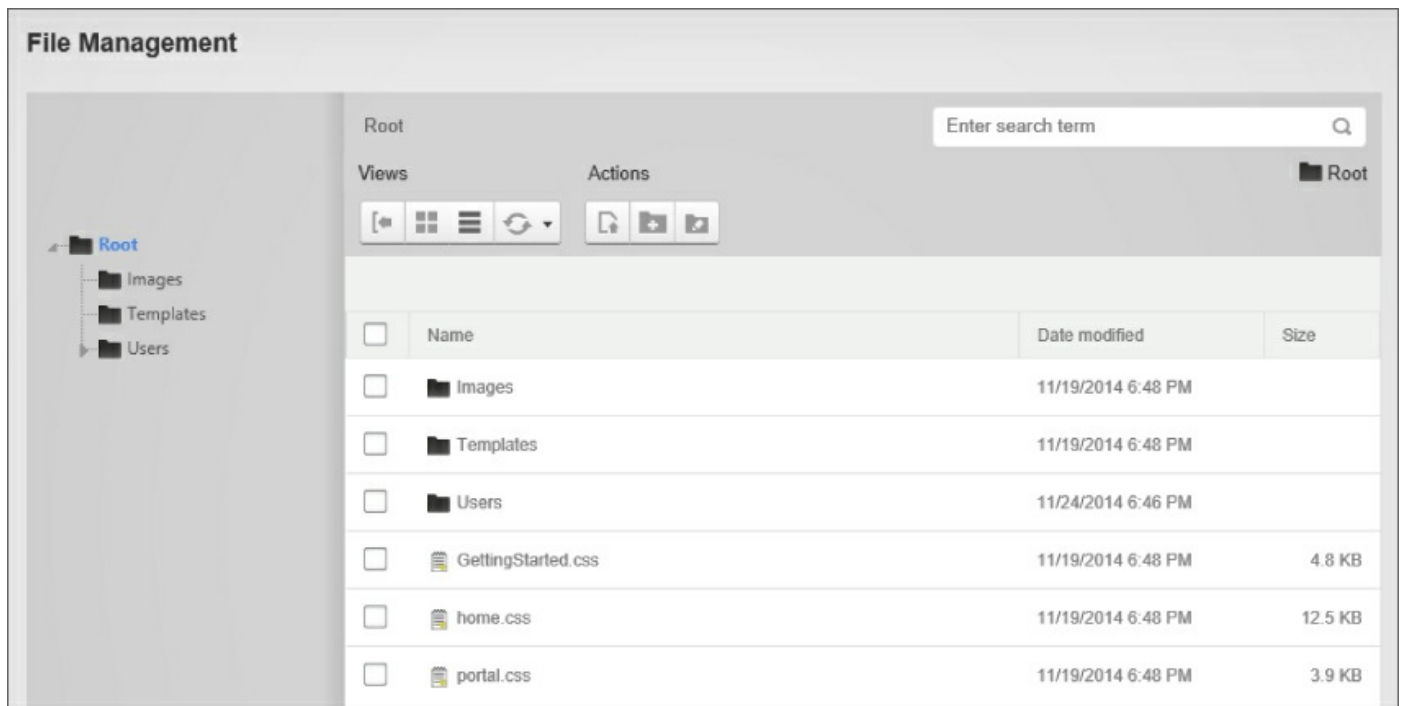 File Management
Root
Enter search term
Views
Actions
Root
Root
Images
Templates
Users
Name
Date modified
Size
Images
11/19/2014 6:48 PM
Templates
11/19/2014 6:48 PM
Users
11/24/2014 6:46 PM
GettingStarted.css
11/19/2014 6:48 PM
4.8 KB
home.css
11/19/2014 6:48 PM
12.5 KB
portal.css
11/19/2014 6:48 PM
3.9 KB